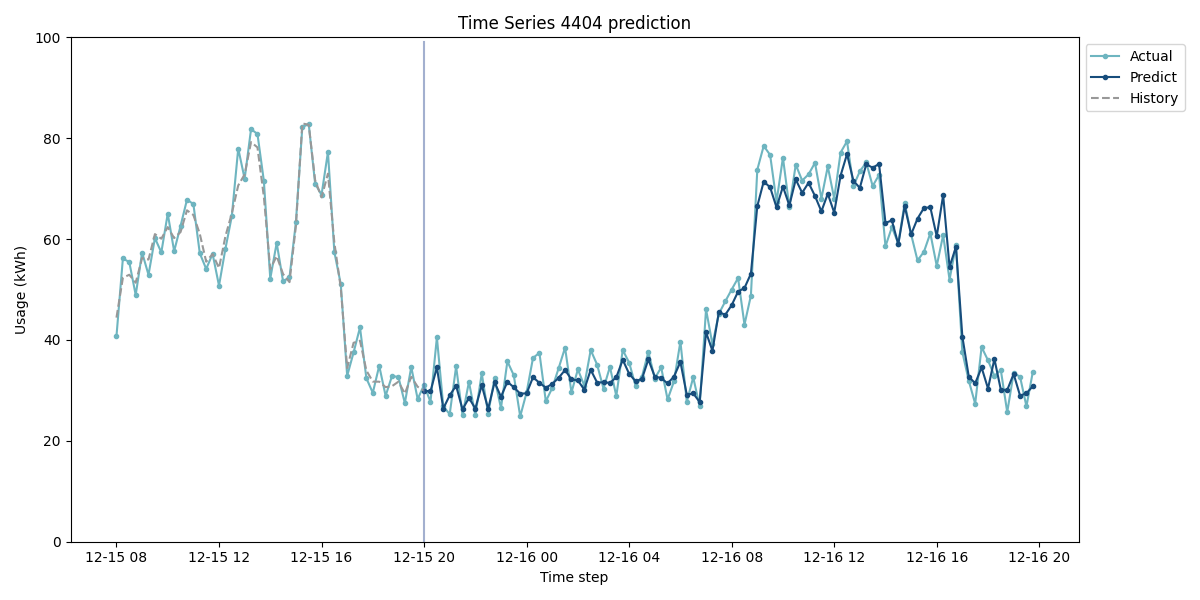 Time Series 4404 prediction
Usage (kWh)
100
80
60
40
20
0
12-15 08
12-15 12
12-15 16
12-15 20
12-16 00
12-16 04
12-16 08
12-16 12
12-16 16
12-16 20
Time step
Actual
Predict
History